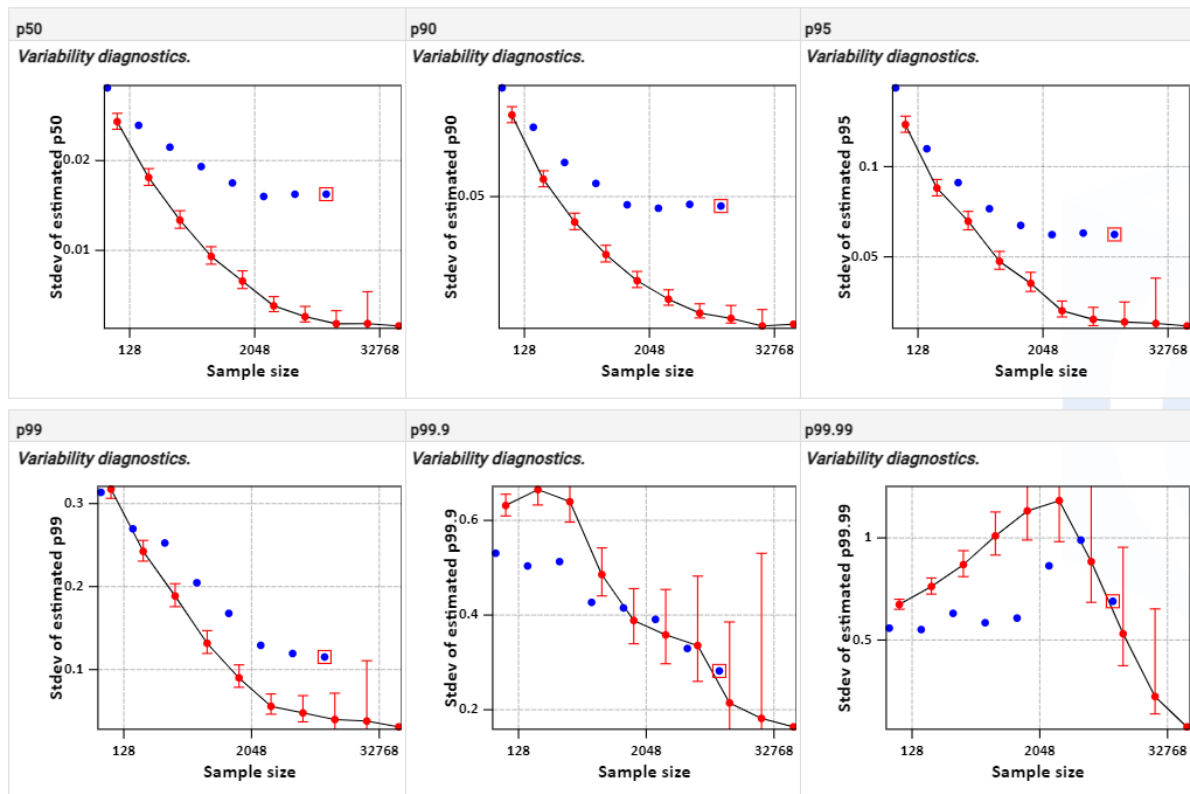 p50
p90
p95
Variability diagnostics.
Variability diagnostics.
Variability diagnostics.
Stdev of estimated p50
0.02
0.01
128
2048
32768
Sample size
Stdev of estimated p90
0.05
128
2048
32768
Sample size
Stdev of estimated p95
0.1
0.05
128
2048
32768
Sample size
p99
p99.9
p99.99
Variability diagnostics.
Variability diagnostics.
Variability diagnostics.
Stdev of estimated p99
0.3
0.2
0.1
128
2048
32768
Sample size
Stdev of estimated p99.9
0.6
0.4
0.2
128
2048
32768
Sample size
Stdev of estimated p99.99
1
0.5
128
2048
32768
Sample size